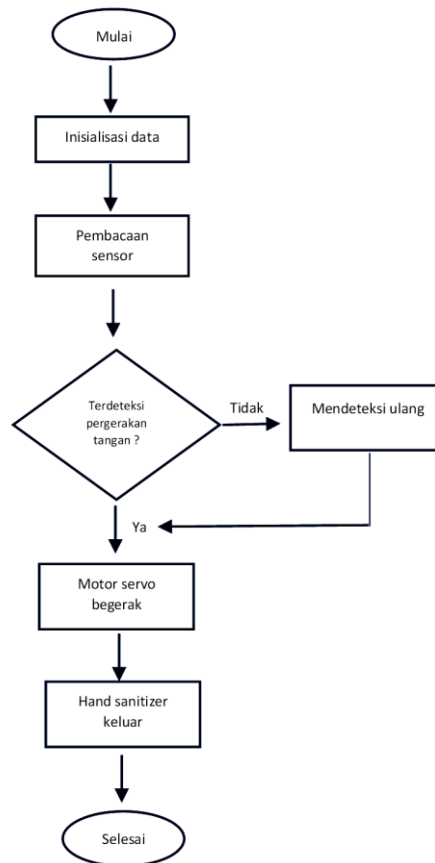 Mulai
Inisialisasi data
Pembacaan
sensor
Terdeteksi
pergerakan
tangan ?
Tidak
Mendeteksi ulang
Ya
Motor servo
begerak
Hand sanitizer
keluar
Selesai